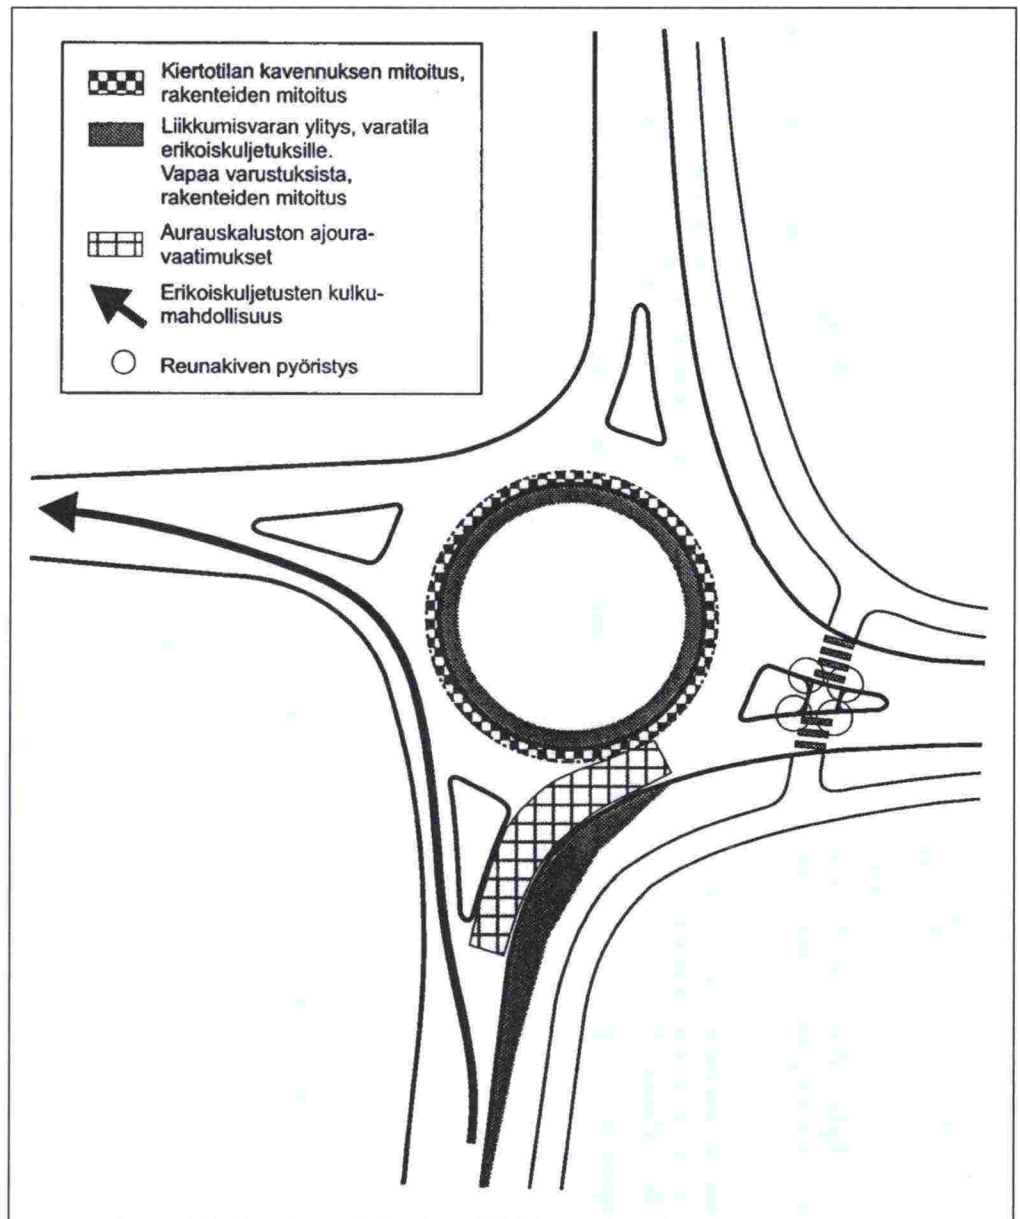 Kiertotilan kavennuksen mitoitus,
rakenteiden mitoitus
Liikkumisvaran ylitys, varatila
erikoiskuljetuksille.
Vapaa varustuksista,
rakenteiden mitoitus
Aurauskaluston ajoura-
vaatimukset
Erikoiskuljetusten kulku-
mahdollisuus
Reunakiven pyöristys